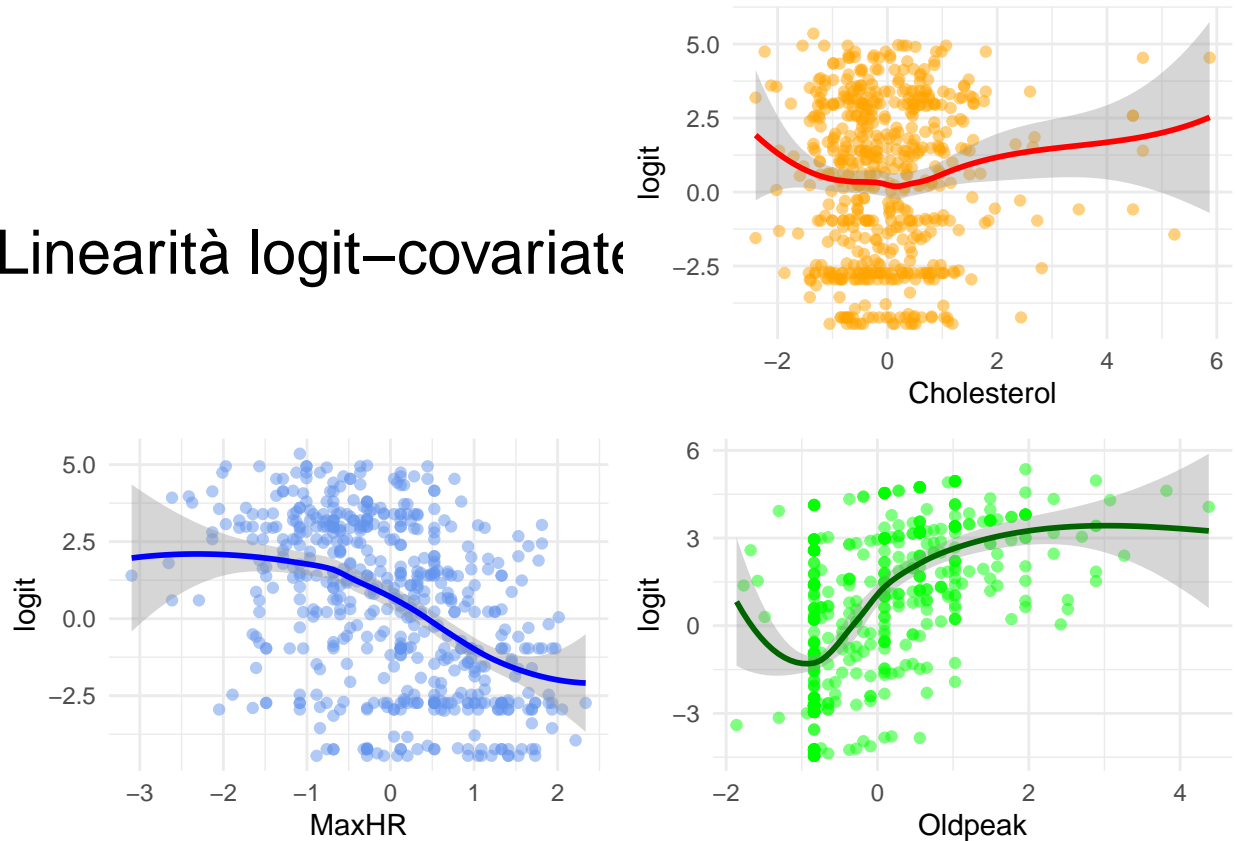 Linearità logit–covariate
5.0
2.5
0.0
−2.5
logit
−2 0 2 4 6
Cholesterol
5.0
2.5
0.0
−2.5
logit
−3 −2 −1 0 1 2
MaxHR
6
3
0
−3
logit
−2 0 2 4
Oldpeak